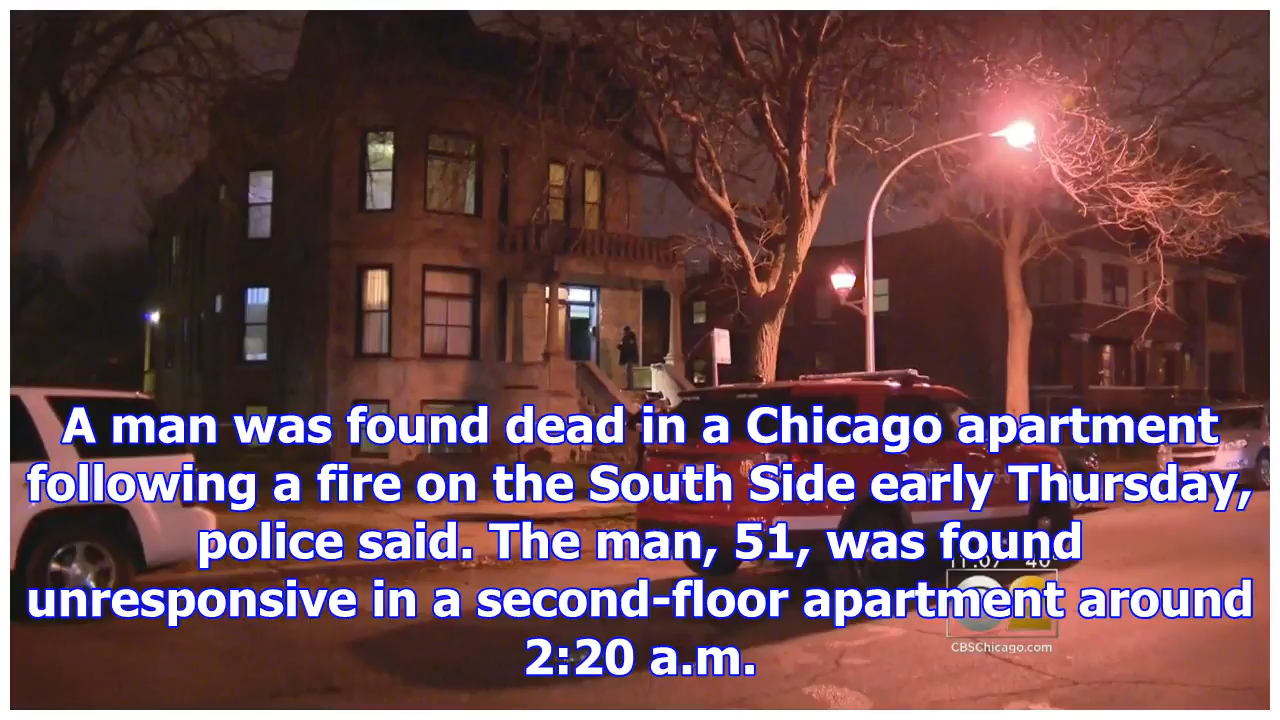 A man was found dead in a Chicago apartment
following a fire on the South Side early Thursday,
police said. The man, 51, was found
unresponsive in a second-floor apartment around
2:20 a.m.
CBSChicago.com